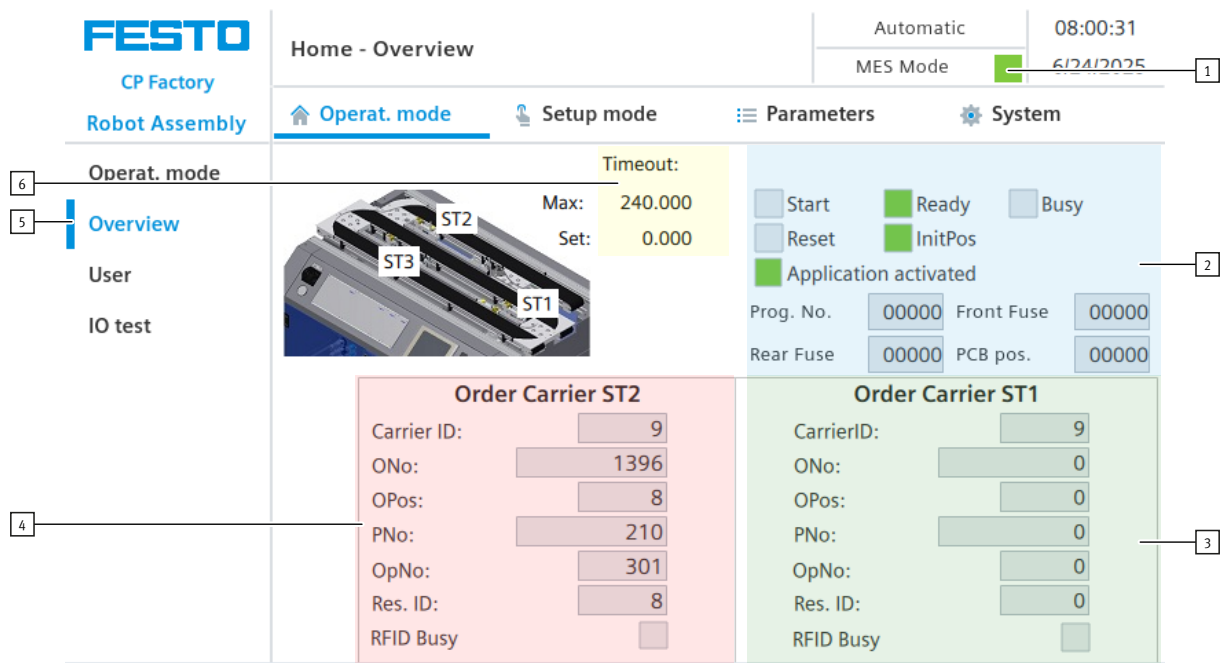 FESTO
CP Factory
Robot Assembly
Home - Overview
Automatic
08:00:31
MES Mode
6/24/2025
1
Operat. mode
Setup mode
Parameters
System
6
Operat. mode
5
Overview
User
IO test
Timeout:
Max: 240.000
Set: 0.000
ST2
ST3
ST1
Start
Ready
Busy
Reset
InitPos
Application activated
2
Prog. No. 00000 Front Fuse 00000
Rear Fuse 00000 PCB pos. 00000
4
Order Carrier ST2
Carrier ID: 9
ONo: 1396
OPos: 8
PNo: 210
OpNo: 301
Res. ID: 8
RFID Busy
Order Carrier ST1
CarrierID: 9
ONo: 0
OPos: 0
PNo: 0
OpNo: 0
Res. ID: 0
RFID Busy
3